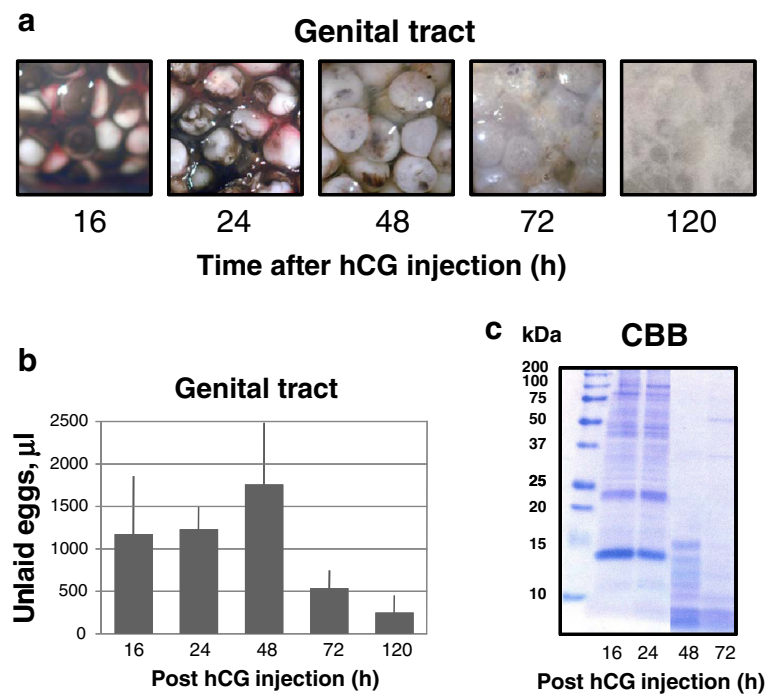 a
Genital tract
16 24 48 72 120
Time after hCG injection (h)
b
Genital tract
Unlaid eggs, µl
2500
2000
1500
1000
500
0
16 24 48 72 120
Post hCG injection (h)
c kDa CBB
200
100
75
50
37
25
20
15
10
16 24 48 72
Post hCG injection (h)